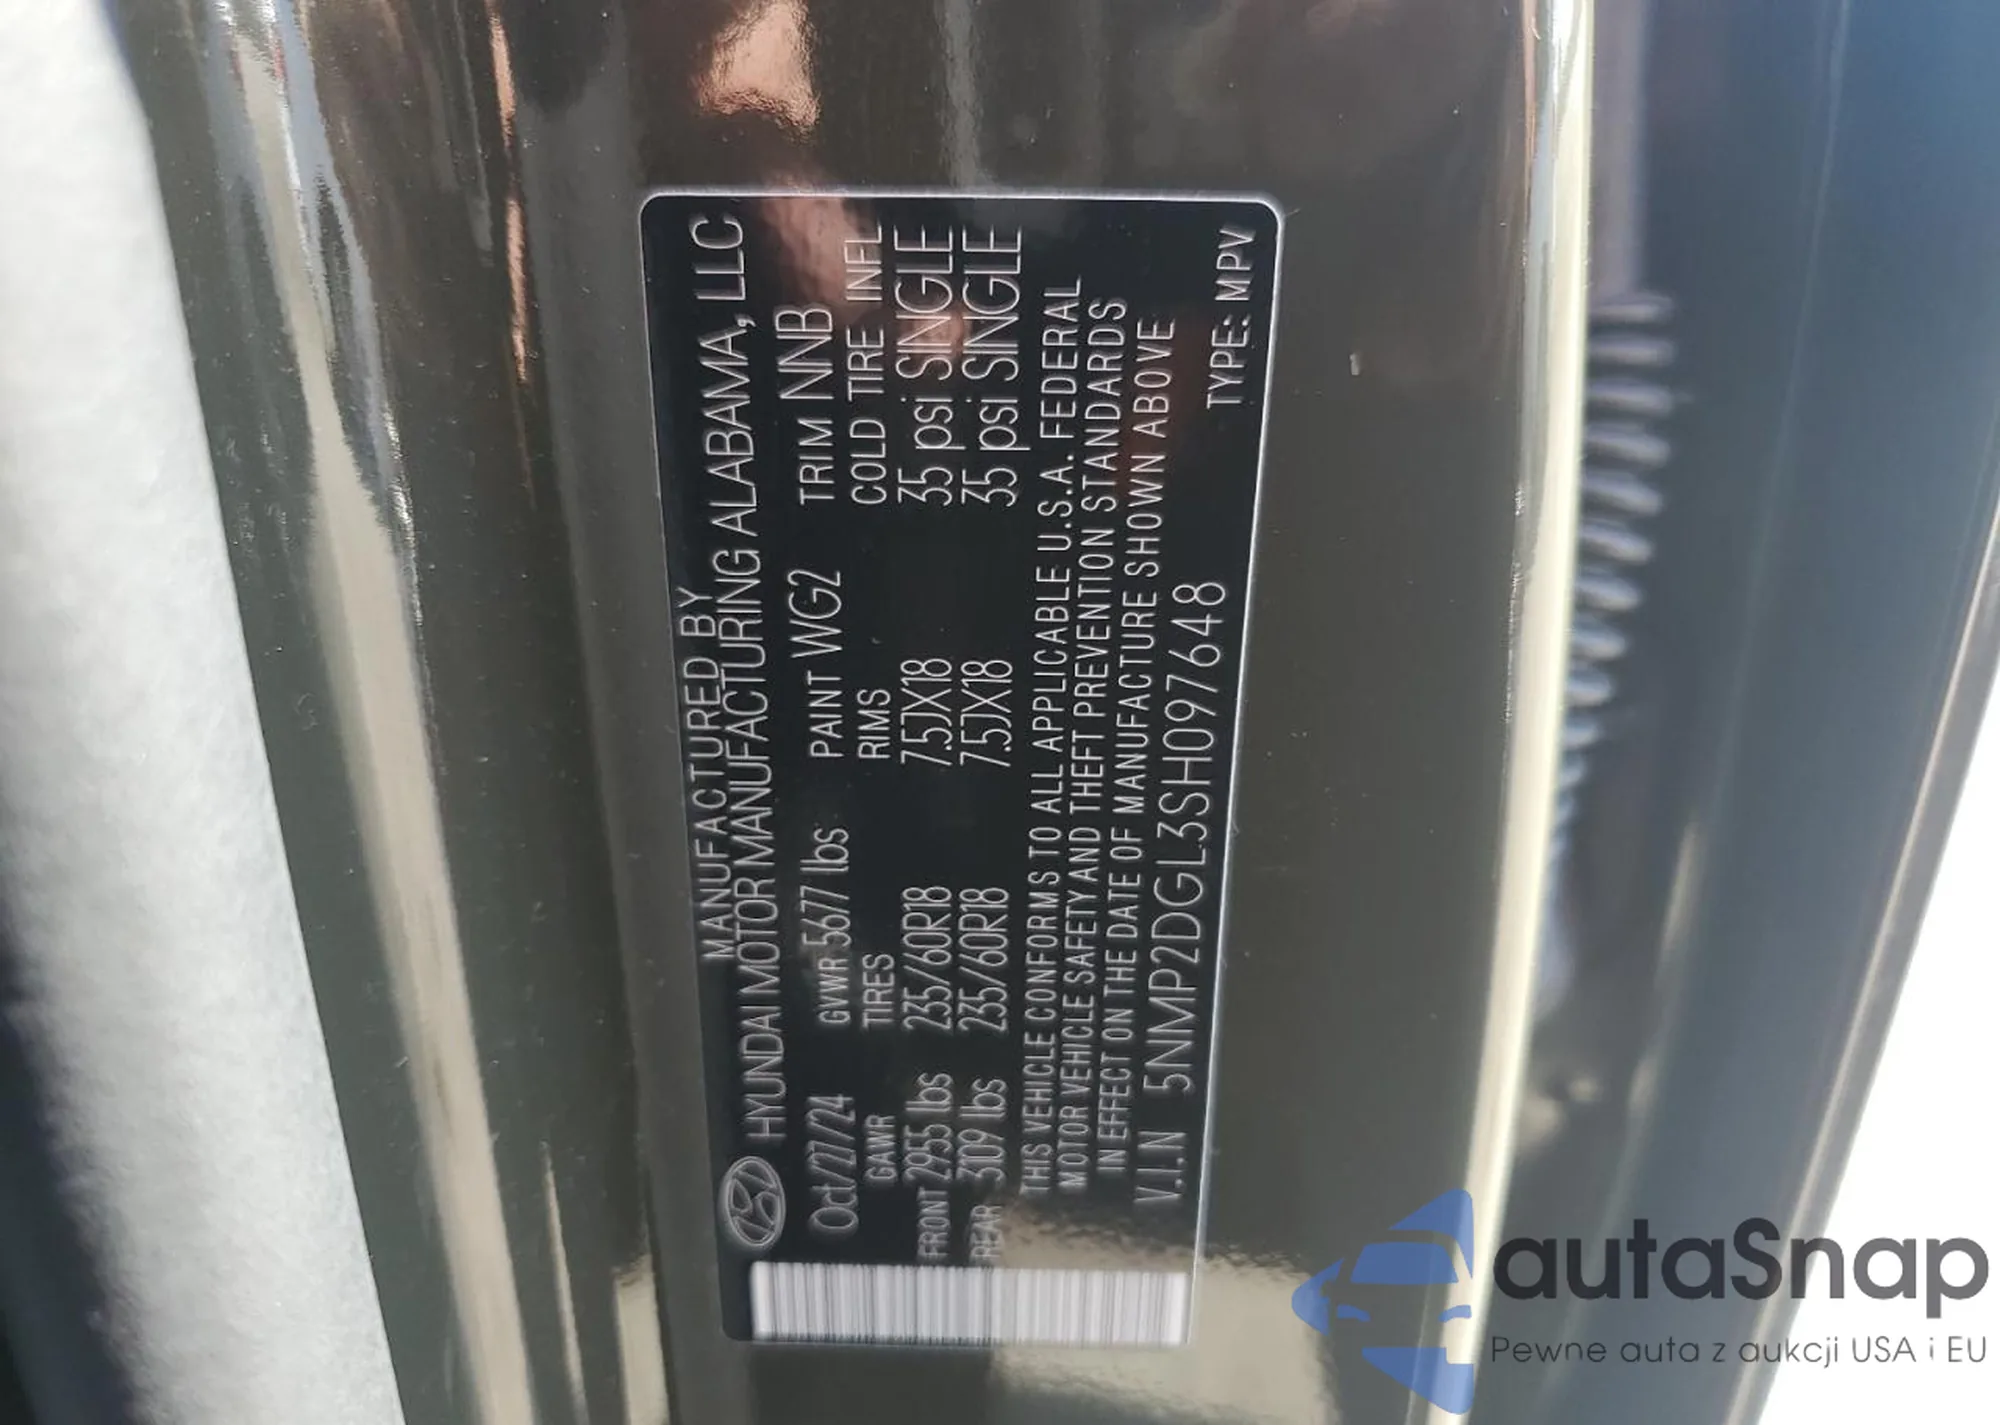 MANUFACTURED BY
HYUNDAI MOTOR MANUFACTURING ALABAMA, LLC
Oct/27/24 GVWR 5677 lbs PAINT WG2 TRIM NNB
GAWR TIRES RIMS COLD TIRE INFL
FRONT 2955 lbs 235/60R18 7.5JX18 35 psi SINGLE
REAR 3109 lbs 235/60R18 7.5JX18 35 psi SINGLE
THIS VEHICLE CONFORMS TO ALL APPLICABLE U.S.A. FEDERAL
MOTOR VEHICLE SAFETY AND THEFT PREVENTION STANDARDS
IN EFFECT ON THE DATE OF MANUFACTURE SHOWN ABOVE
V.I.N 5NMP2DGL3SH097648
TYPE: MPV
autaSnap
Pewne auta z aukcji USA i EU